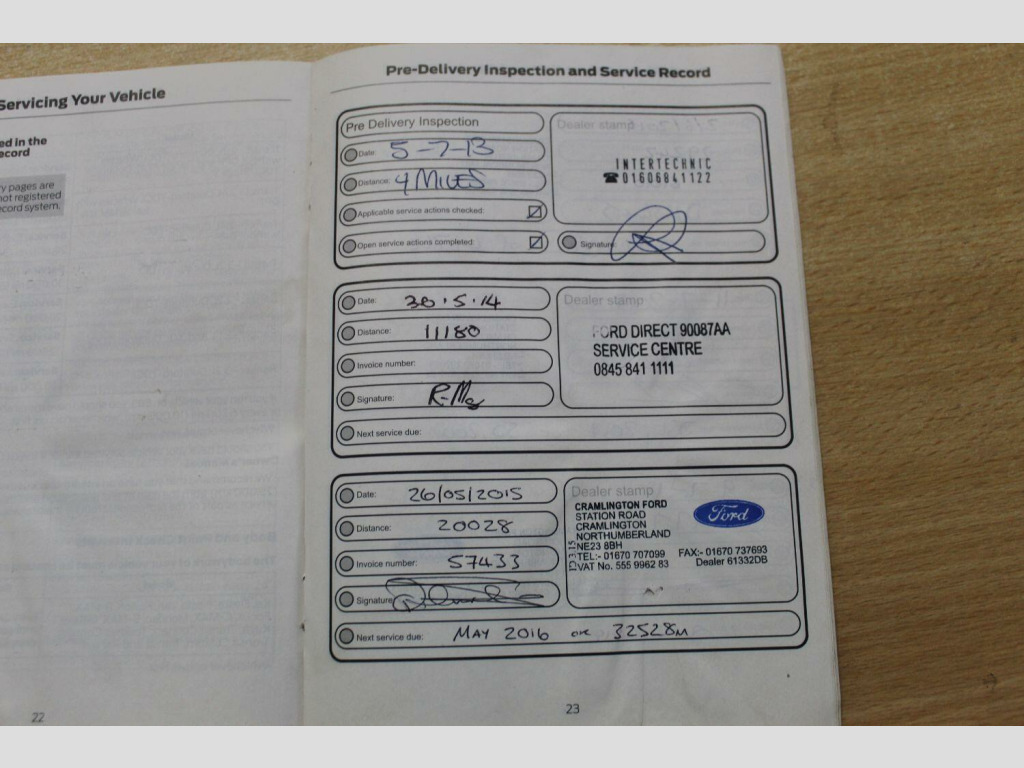 Servicing Your Vehicle
ed in the
ecord
y pages are
not registered
ecord system.
22
Pre-Delivery Inspection and Service Record
Pre Delivery Inspection
Date: 5-7-13
Distance: 4 MILES
Applicable service actions checked:
Open service actions completed:
Dealer stamp
INTERTECHNIC
☎01606841122
Signature
Date: 30.5.14
Distance: 11180
Invoice number:
Signature:
Next service due:
Dealer stamp
FORD DIRECT 90087AA
SERVICE CENTRE
0845 841 1111
Date: 26/05/2015
Distance: 20028
Invoice number: 57433
Signature
Next service due: MAY 2016 OR 32528M
Dealer stamp
CRAMLINGTON FORD
STATION ROAD
CRAMLINGTON
NORTHUMBERLAND
NE23 8BH
TEL:- 01670 707099 FAX:- 01670 737693
VAT No. 555 9962 83 Dealer 61332DB
Ford
23